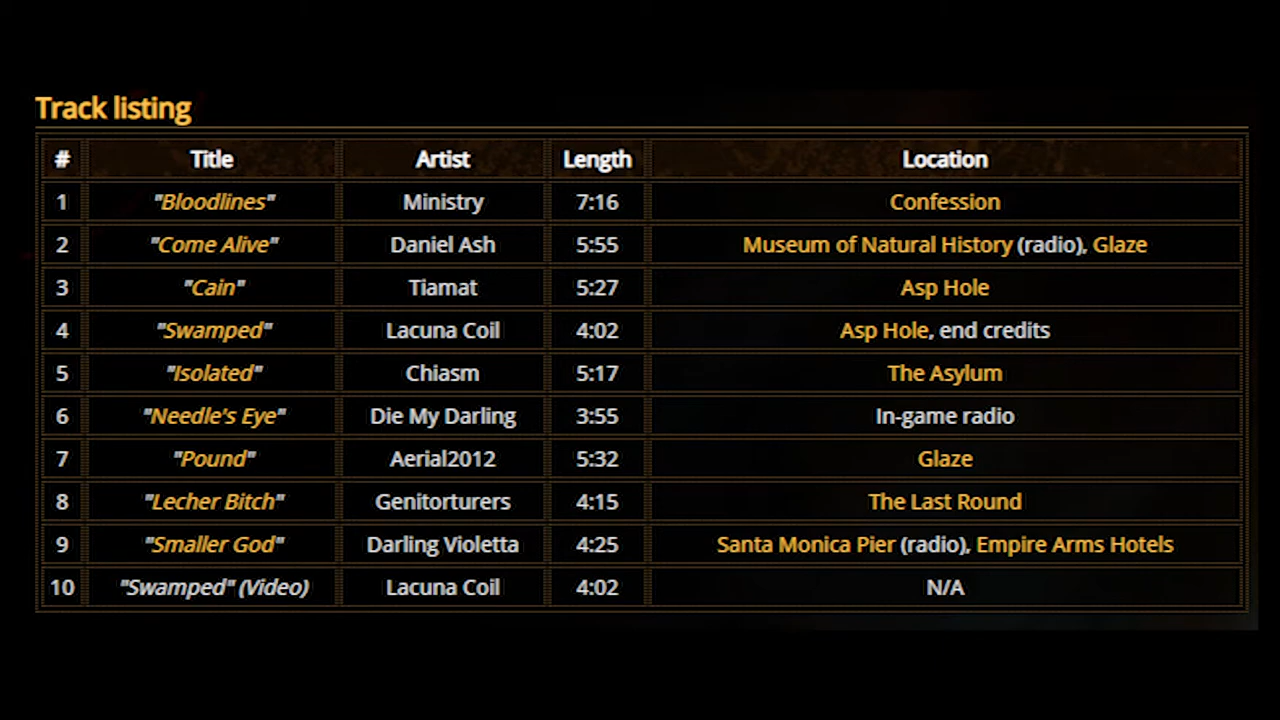 Track listing
# Title Artist Length Location
1 "Bloodlines" Ministry 7:16 Confession
2 "Come Alive" Daniel Ash 5:55 Museum of Natural History (radio), Glaze
3 "Cain" Tiamat 5:27 Asp Hole
4 "Swamped" Lacuna Coil 4:02 Asp Hole, end credits
5 "Isolated" Chiasm 5:17 The Asylum
6 "Needle's Eye" Die My Darling 3:55 In-game radio
7 "Pound" Aerial2012 5:32 Glaze
8 "Lecher Bitch" Genitorturers 4:15 The Last Round
9 "Smaller God" Darling Violetta 4:25 Santa Monica Pier (radio), Empire Arms Hotels
10 "Swamped" (Video) Lacuna Coil 4:02 N/A